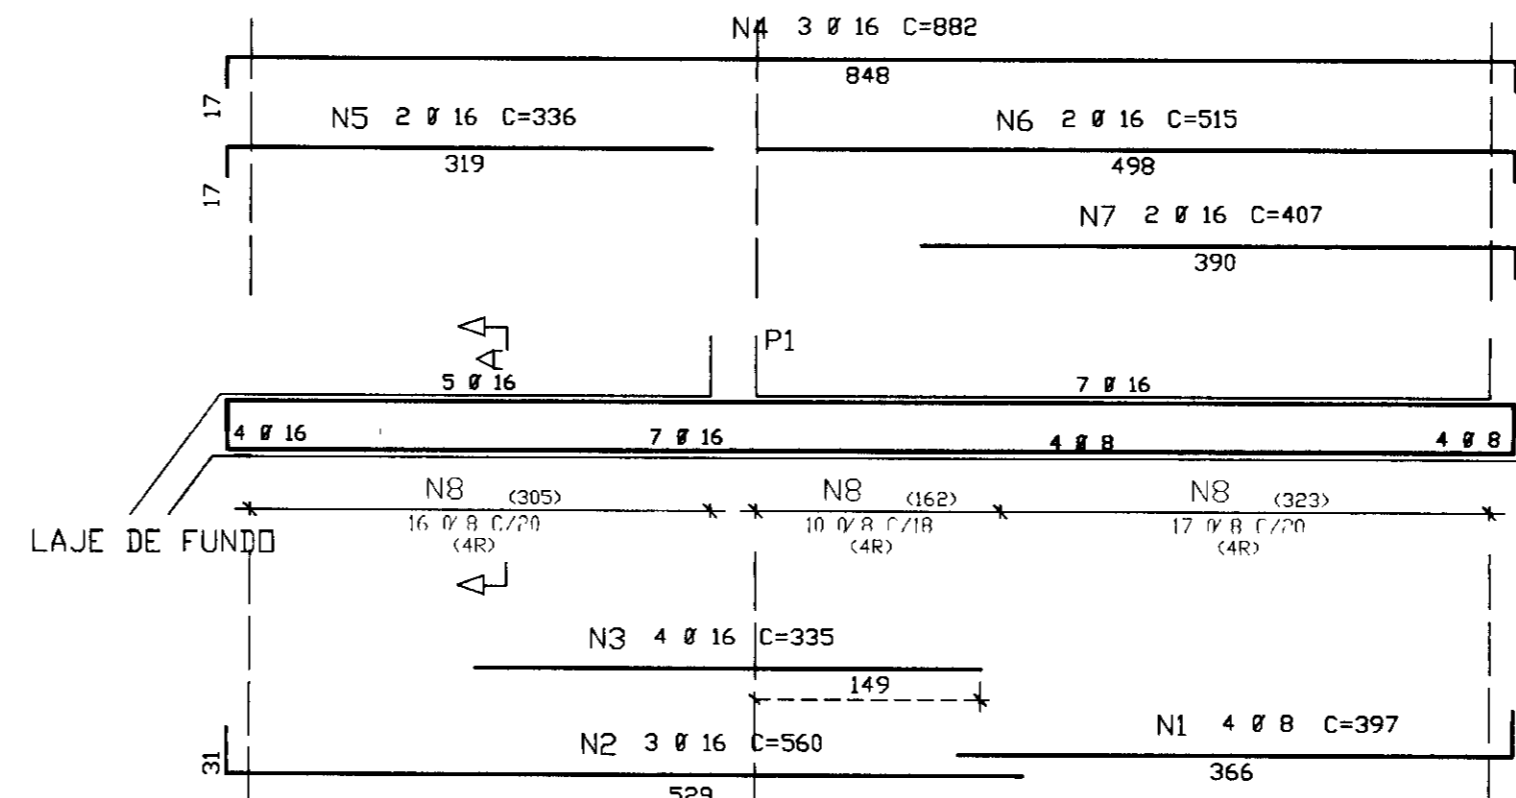 N4 3 Ø 16 C=882
848
17
N5 2 Ø 16 C=336
N6 2 Ø 16 C=515
319
498
17
N7 2 Ø 16 C=407
390
P1
5 Ø 16
7 Ø 16
4 Ø 16
7 Ø 16
4 Ø 8
4 Ø 8
N8 (305)
N8 (162)
N8 (323)
16 Ø 8 C/20
10 Ø 8 C/18
17 Ø 8 C/20
LAJE DE FUNDO
(4R)
(4R)
(4R)
N3 4 Ø 16 C=335
149
N1 4 Ø 8 C=397
N2 3 Ø 16 C=560
31
366
529